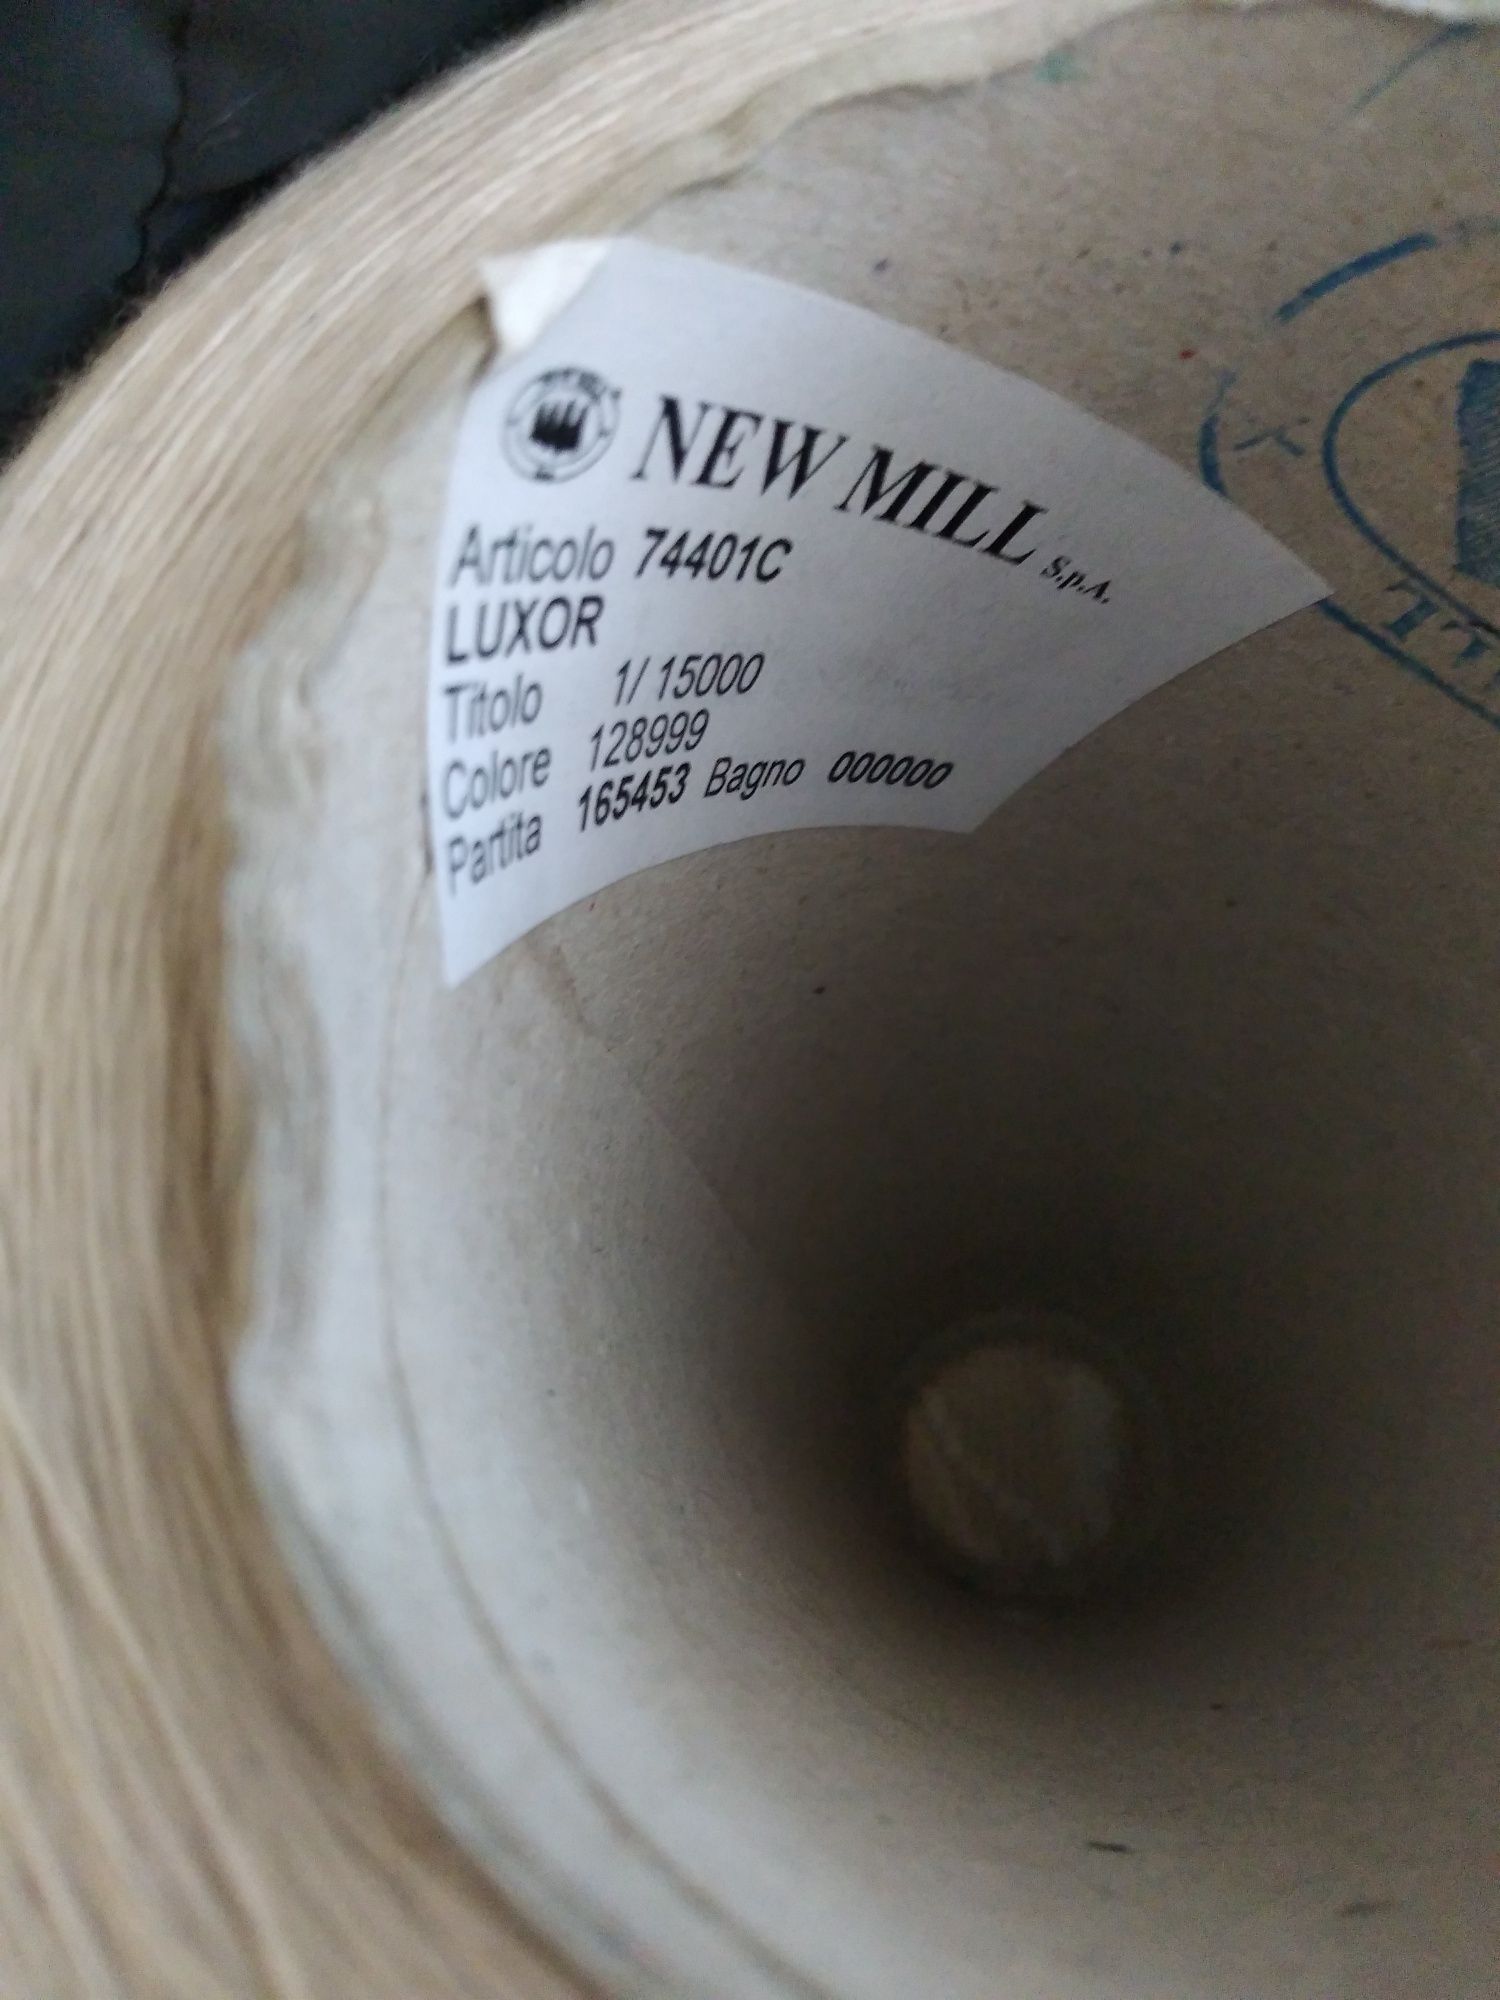 NEW MILL S.p.A.
Articolo 74401C
LUXOR
Titolo 1/ 15000
Colore 128999
Partita 165453 Bagno 000000